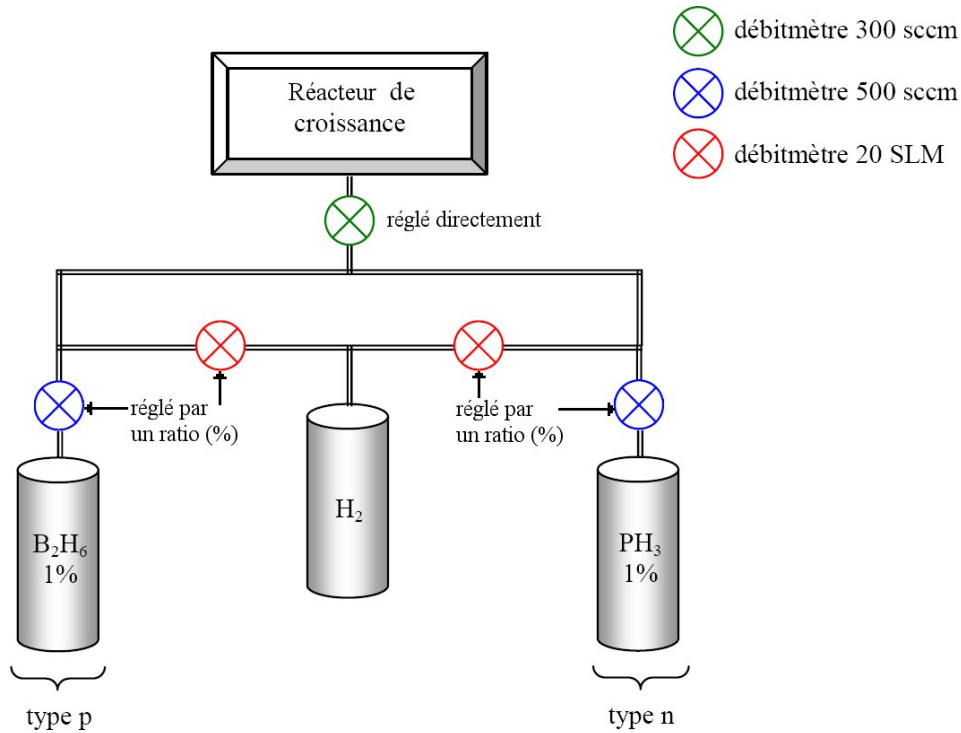 débitmètre 300 sccm
débitmètre 500 sccm
débitmètre 20 SLM
Réacteur de
croissance
réglé directement
réglé par
un ratio (%)
réglé par
un ratio (%)
B₂H₆
1%
H₂
PH₃
1%
type p
type n